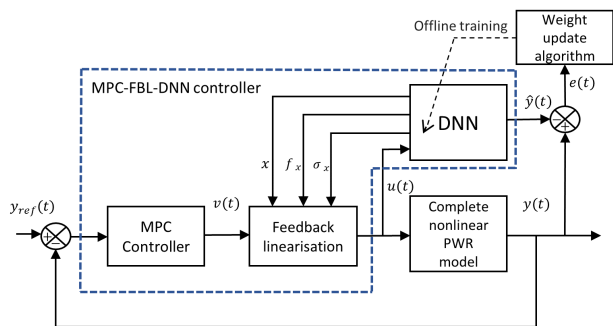 Offline training
Weight
update
algorithm
e(t)
MPC-FBL-DNN controller
DNN
ŷ(t)
−
+
x
f_x
σ_x
u(t)
y_ref(t)
v(t)
y(t)
+
−
MPC
Controller
Feedback
linearisation
Complete
nonlinear
PWR
model